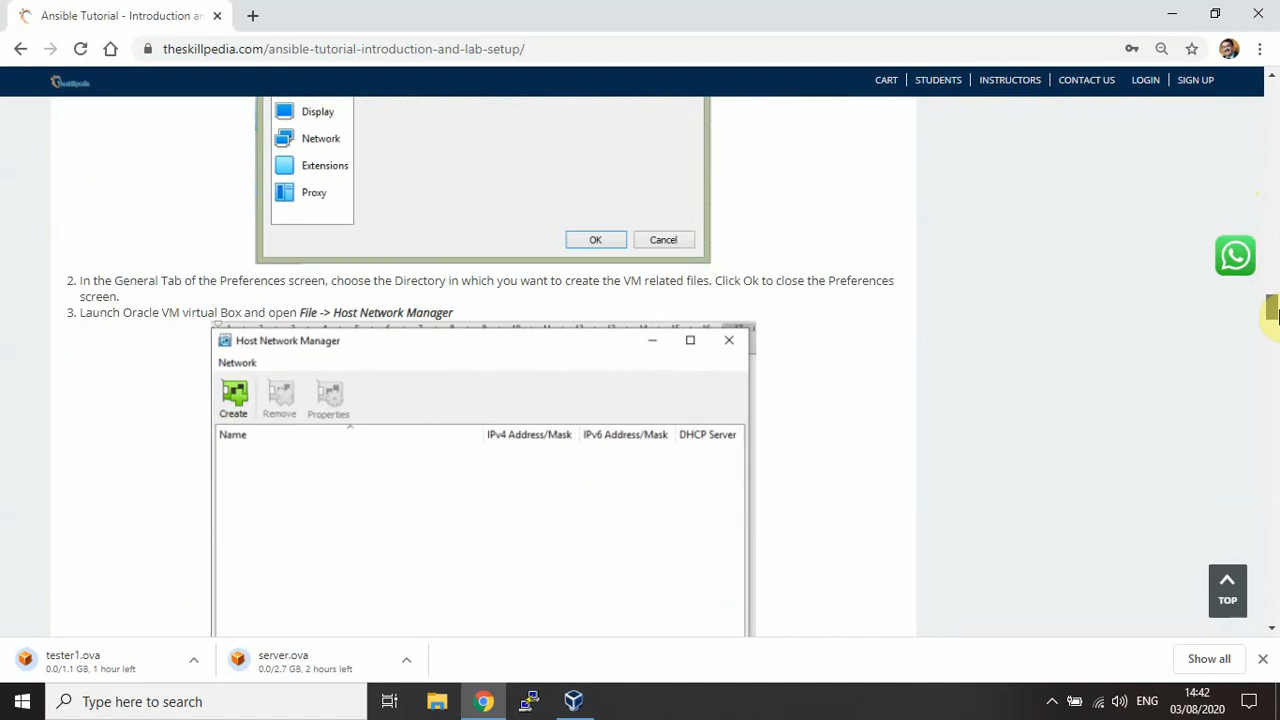 Ansible Tutorial - Introduction an
theskillpedia.com/ansible-tutorial-introduction-and-lab-setup/
Theskillpedia
CART
STUDENTS
INSTRUCTORS
CONTACT US
LOGIN
SIGN UP
Display
Network
Extensions
Proxy
OK
Cancel
2. In the General Tab of the Preferences screen, choose the Directory in which you want to create the VM related files. Click Ok to close the Preferences
screen.
3. Launch Oracle VM virtual Box and open File -> Host Network Manager
Host Network Manager
Network
Create
Remove
Properties
Name
IPv4 Address/Mask
IPv6 Address/Mask
DHCP Server
TOP
tester1.ova
0.0/1.1 GB, 1 hour left
server.ova
0.0/2.7 GB, 2 hours left
Show all
Type here to search
ENG
14:42
03/08/2020